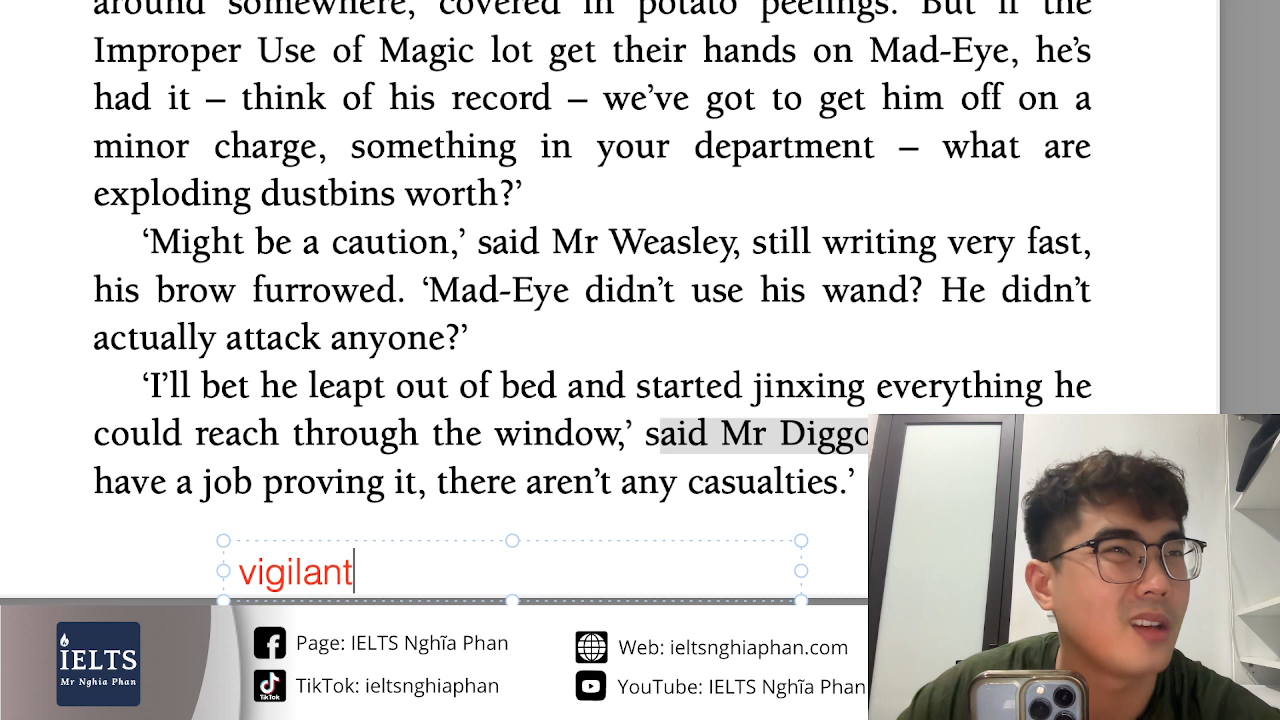 around somewhere, covered in potato peelings. But if the
Improper Use of Magic lot get their hands on Mad-Eye, he’s
had it – think of his record – we’ve got to get him off on a
minor charge, something in your department – what are
exploding dustbins worth?’
‘Might be a caution,’ said Mr Weasley, still writing very fast,
his brow furrowed. ‘Mad-Eye didn’t use his wand? He didn’t
actually attack anyone?’
‘I’ll bet he leapt out of bed and started jinxing everything he
could reach through the window,’ said Mr
have a job proving it, there aren’t any casualties.’
vigilant
IELTS
Mr Nghia Phan
Page: IELTS Nghĩa Phan
TikTok
TikTok: ieltsnghiaphan
Web: ieltsnghiaphan.com
YouTube: IELTS Nghĩa Phan